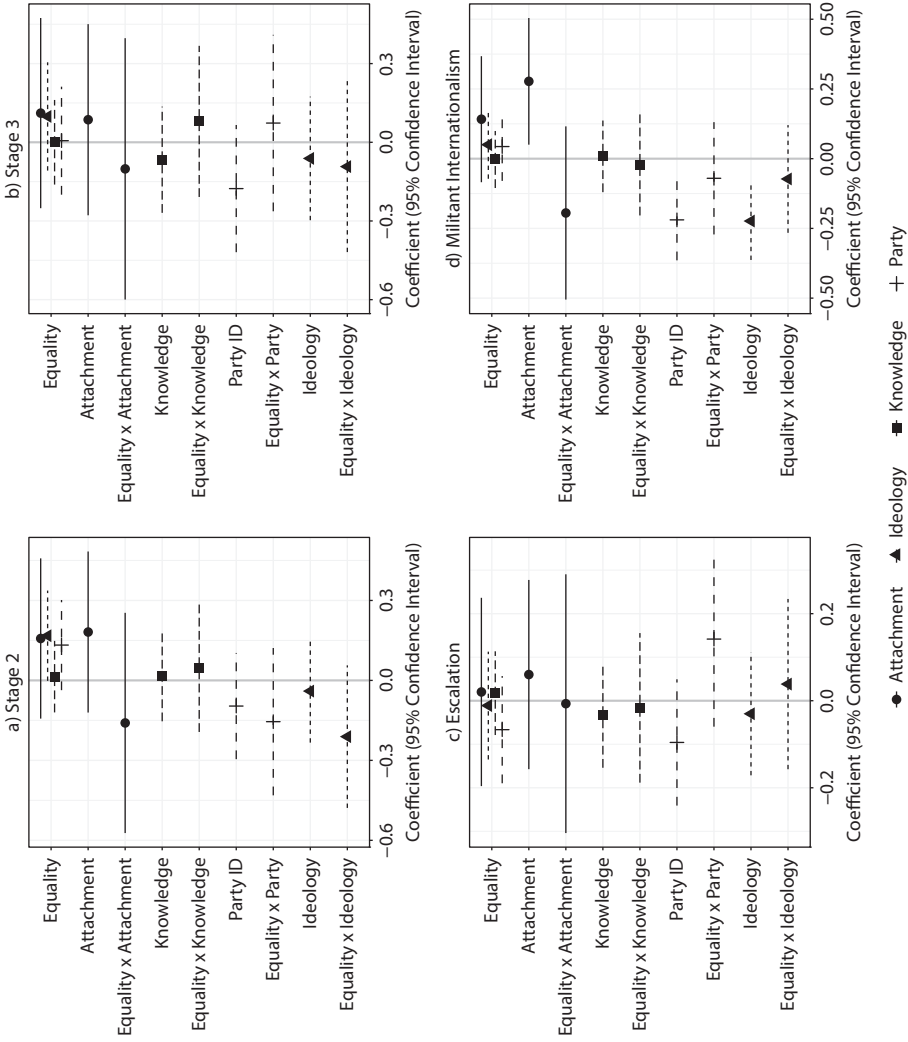 a) Stage 2
Equality
Attachment
Equality x Attachment
Knowledge
Equality x Knowledge
Party ID
Equality x Party
Ideology
Equality x Ideology
−0.6 −0.3 0.0 0.3
Coefficient (95% Confidence Interval)
b) Stage 3
Equality
Attachment
Equality x Attachment
Knowledge
Equality x Knowledge
Party ID
Equality x Party
Ideology
Equality x Ideology
−0.6 −0.3 0.0 0.3
Coefficient (95% Confidence Interval)
c) Escalation
Equality
Attachment
Equality x Attachment
Knowledge
Equality x Knowledge
Party ID
Equality x Party
Ideology
Equality x Ideology
−0.2 0.0 0.2
Coefficient (95% Confidence Interval)
d) Militant Internationalism
Equality
Attachment
Equality x Attachment
Knowledge
Equality x Knowledge
Party ID
Equality x Party
Ideology
Equality x Ideology
−0.50 −0.25 0.00 0.25 0.50
Coefficient (95% Confidence Interval)
Attachment Ideology Knowledge Party